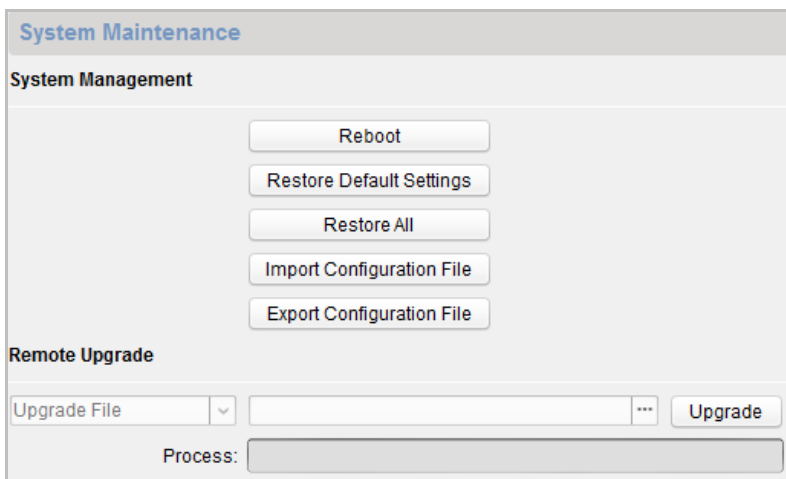 System Maintenance
System Management
Reboot
Restore Default Settings
Restore All
Import Configuration File
Export Configuration File
Remote Upgrade
Upgrade File ... Upgrade
Process: